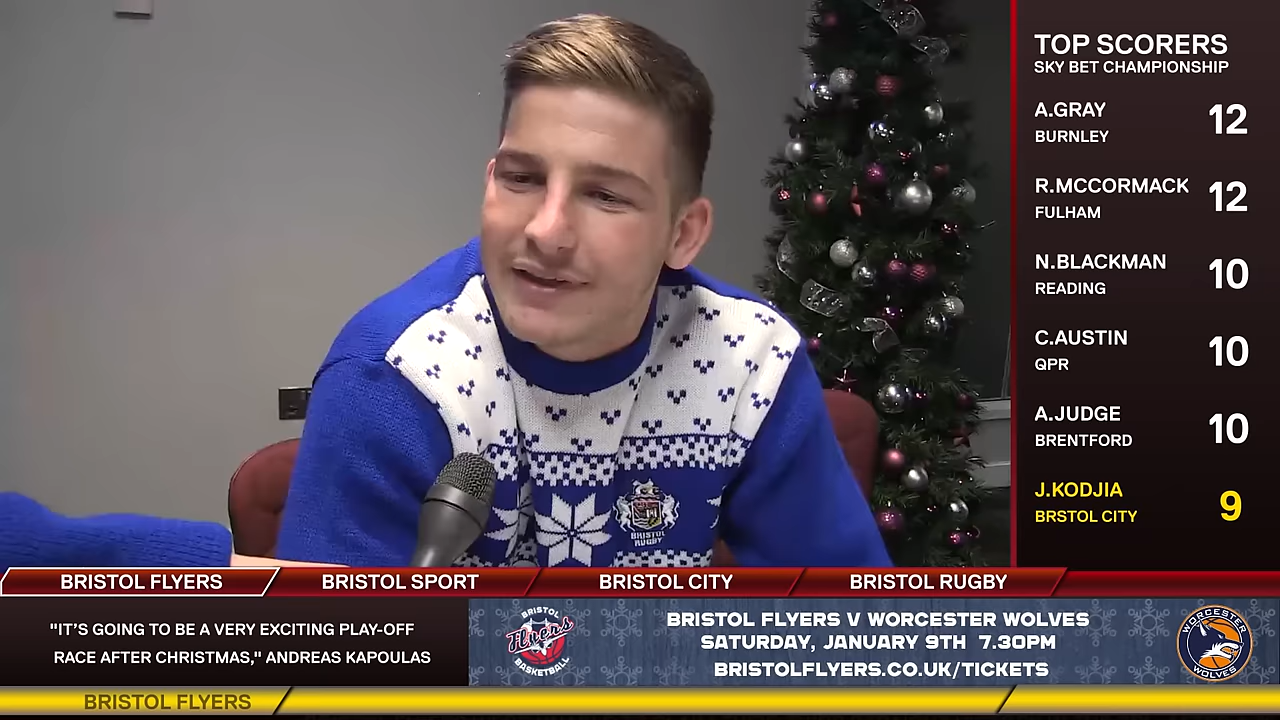 TOP SCORERS
SKY BET CHAMPIONSHIP
A.GRAY 12
BURNLEY
R.MCCORMACK 12
FULHAM
N.BLACKMAN 10
READING
C.AUSTIN 10
QPR
A.JUDGE 10
BRENTFORD
J.KODJIA 9
BRSTOL CITY
BRISTOL
RUGBY
BRISTOL FLYERS BRISTOL SPORT BRISTOL CITY BRISTOL RUGBY
"IT'S GOING TO BE A VERY EXCITING PLAY-OFF
RACE AFTER CHRISTMAS," ANDREAS KAPOULAS
BRISTOL
Flyers
BASKETBALL
BRISTOL FLYERS V WORCESTER WOLVES
SATURDAY, JANUARY 9TH 7.30PM
BRISTOLFLYERS.CO.UK/TICKETS
WORCESTER
WOLVES
BRISTOL FLYERS